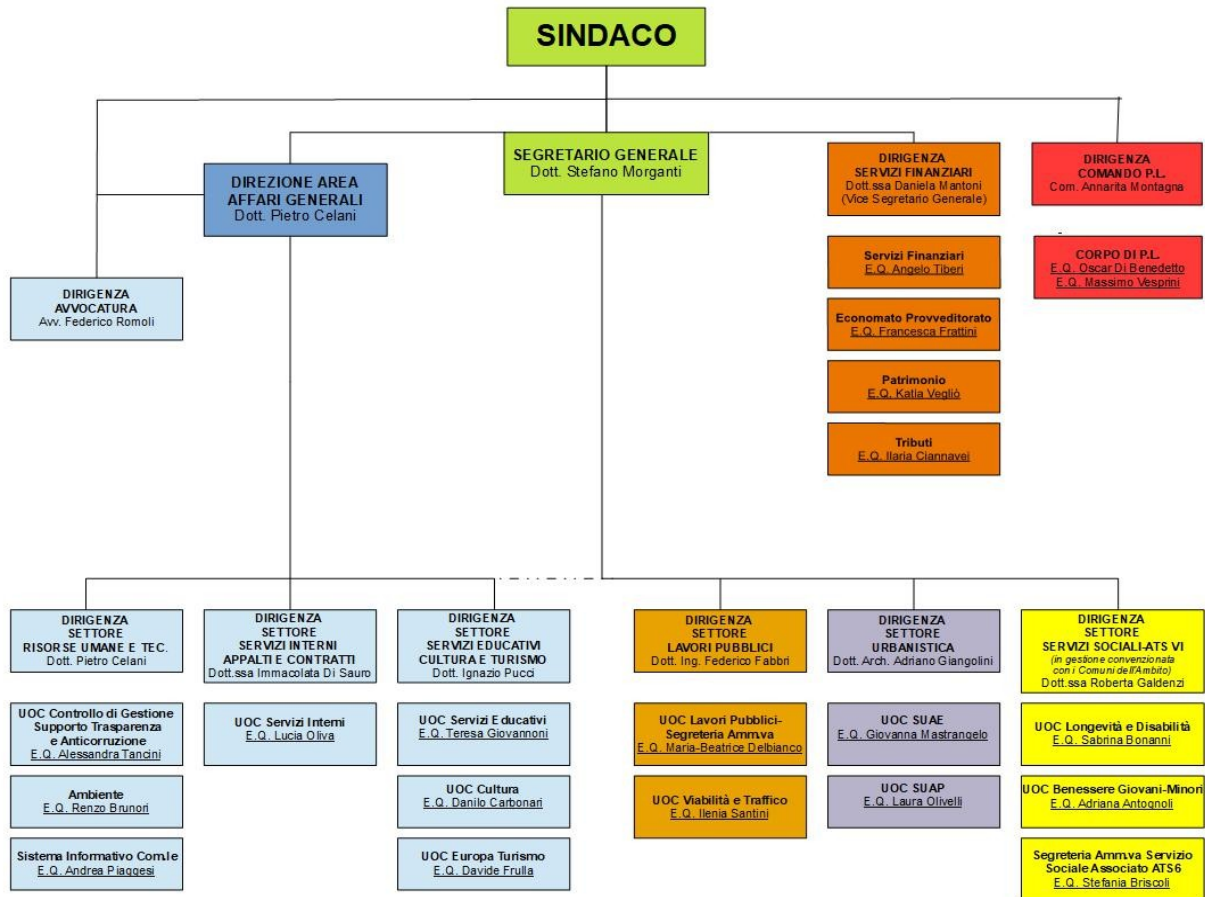 SINDACO
SEGRETARIO GENERALE
Dott. Stefano Morganti
DIREZIONE AREA
AFFARI GENERALI
Dott. Pietro Celani
DIRIGENZA
SERVIZI FINANZIARI
Dott.ssa Daniela Mantoni
(Vice Segretario Generale)
DIRIGENZA
COMANDO P.L.
Com. Annarita Montagna
DIRIGENZA
AVVOCATURA
Avv. Federico Romoli
Servizi Finanziari
E.Q. Angelo Tiberi
Economato Provveditorato
E.Q. Francesca Frattini
Patrimonio
E.Q. Katia Vegliò
Tributi
E.Q. Ilaria Ciannavei
CORPO DI P.L.
E.Q. Oscar Di Benedetto
E.Q. Massimo Vesprini
DIRIGENZA
SETTORE
RISORSE UMANE E TEC.
Dott. Pietro Celani
UOC Controllo di Gestione
Supporto Trasparenza
e Anticorruzione
E.Q. Alessandra Tancini
Ambiente
E.Q. Renzo Brunori
Sistema Informativo Com.le
E.Q. Andrea Piaggesi
DIRIGENZA
SETTORE
SERVIZI INTERNI
APPALTI E CONTRATTI
Dott.ssa Immacolata Di Sauro
UOC Servizi Interni
E.Q. Lucia Oliva
DIRIGENZA
SETTORE
SERVIZI EDUCATIVI
CULTURA E TURISMO
Dott. Ignazio Pucci
UOC Servizi Educativi
E.Q. Teresa Giovannoni
UOC Cultura
E.Q. Danilo Carbonari
UOC Europa Turismo
E.Q. Davide Frulla
DIRIGENZA
SETTORE
LAVORI PUBBLICI
Dott. Ing. Federico Fabbri
UOC Lavori Pubblici-
Segreteria Amm.va
E.Q. Maria-Beatrice Delbianco
UOC Viabilità e Traffico
E.Q. Ilenia Santini
DIRIGENZA
SETTORE
URBANISTICA
Dott. Arch. Adriano Giangolini
UOC SUAE
E.Q. Giovanna Mastrangelo
UOC SUAP
E.Q. Laura Olivelli
DIRIGENZA
SETTORE
SERVIZI SOCIALI-ATS VI
(in gestione convenzionata
con i Comuni dell'Ambito)
Dott.ssa Roberta Galdenzi
UOC Longevità e Disabilità
E.Q. Sabrina Bonanni
UOC Benessere Giovani-Minori
E.Q. Adriana Antognoli
Segreteria Amm.va Servizio
Sociale Associato ATS6
E.Q. Stefania Briscoli